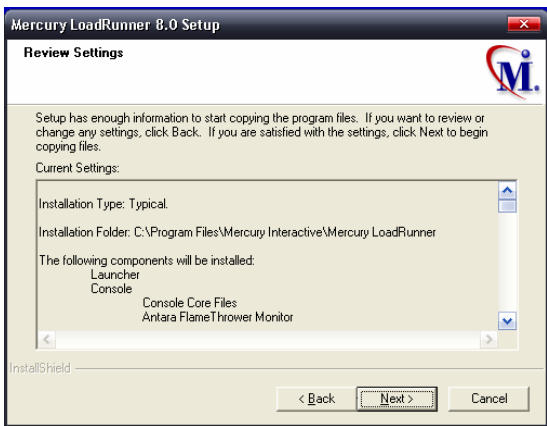 Mercury LoadRunner 8.0 Setup
Review Settings
M.
Setup has enough information to start copying the program files. If you want to review or
change any settings, click Back. If you are satisfied with the settings, click Next to begin
copying files.
Current Settings:
Installation Type: Typical.
Installation Folder: C:\Program Files\Mercury Interactive\Mercury LoadRunner
The following components will be installed:
Launcher
Console
Console Core Files
Antara FlameThrower Monitor
InstallShield
< Back Next > Cancel